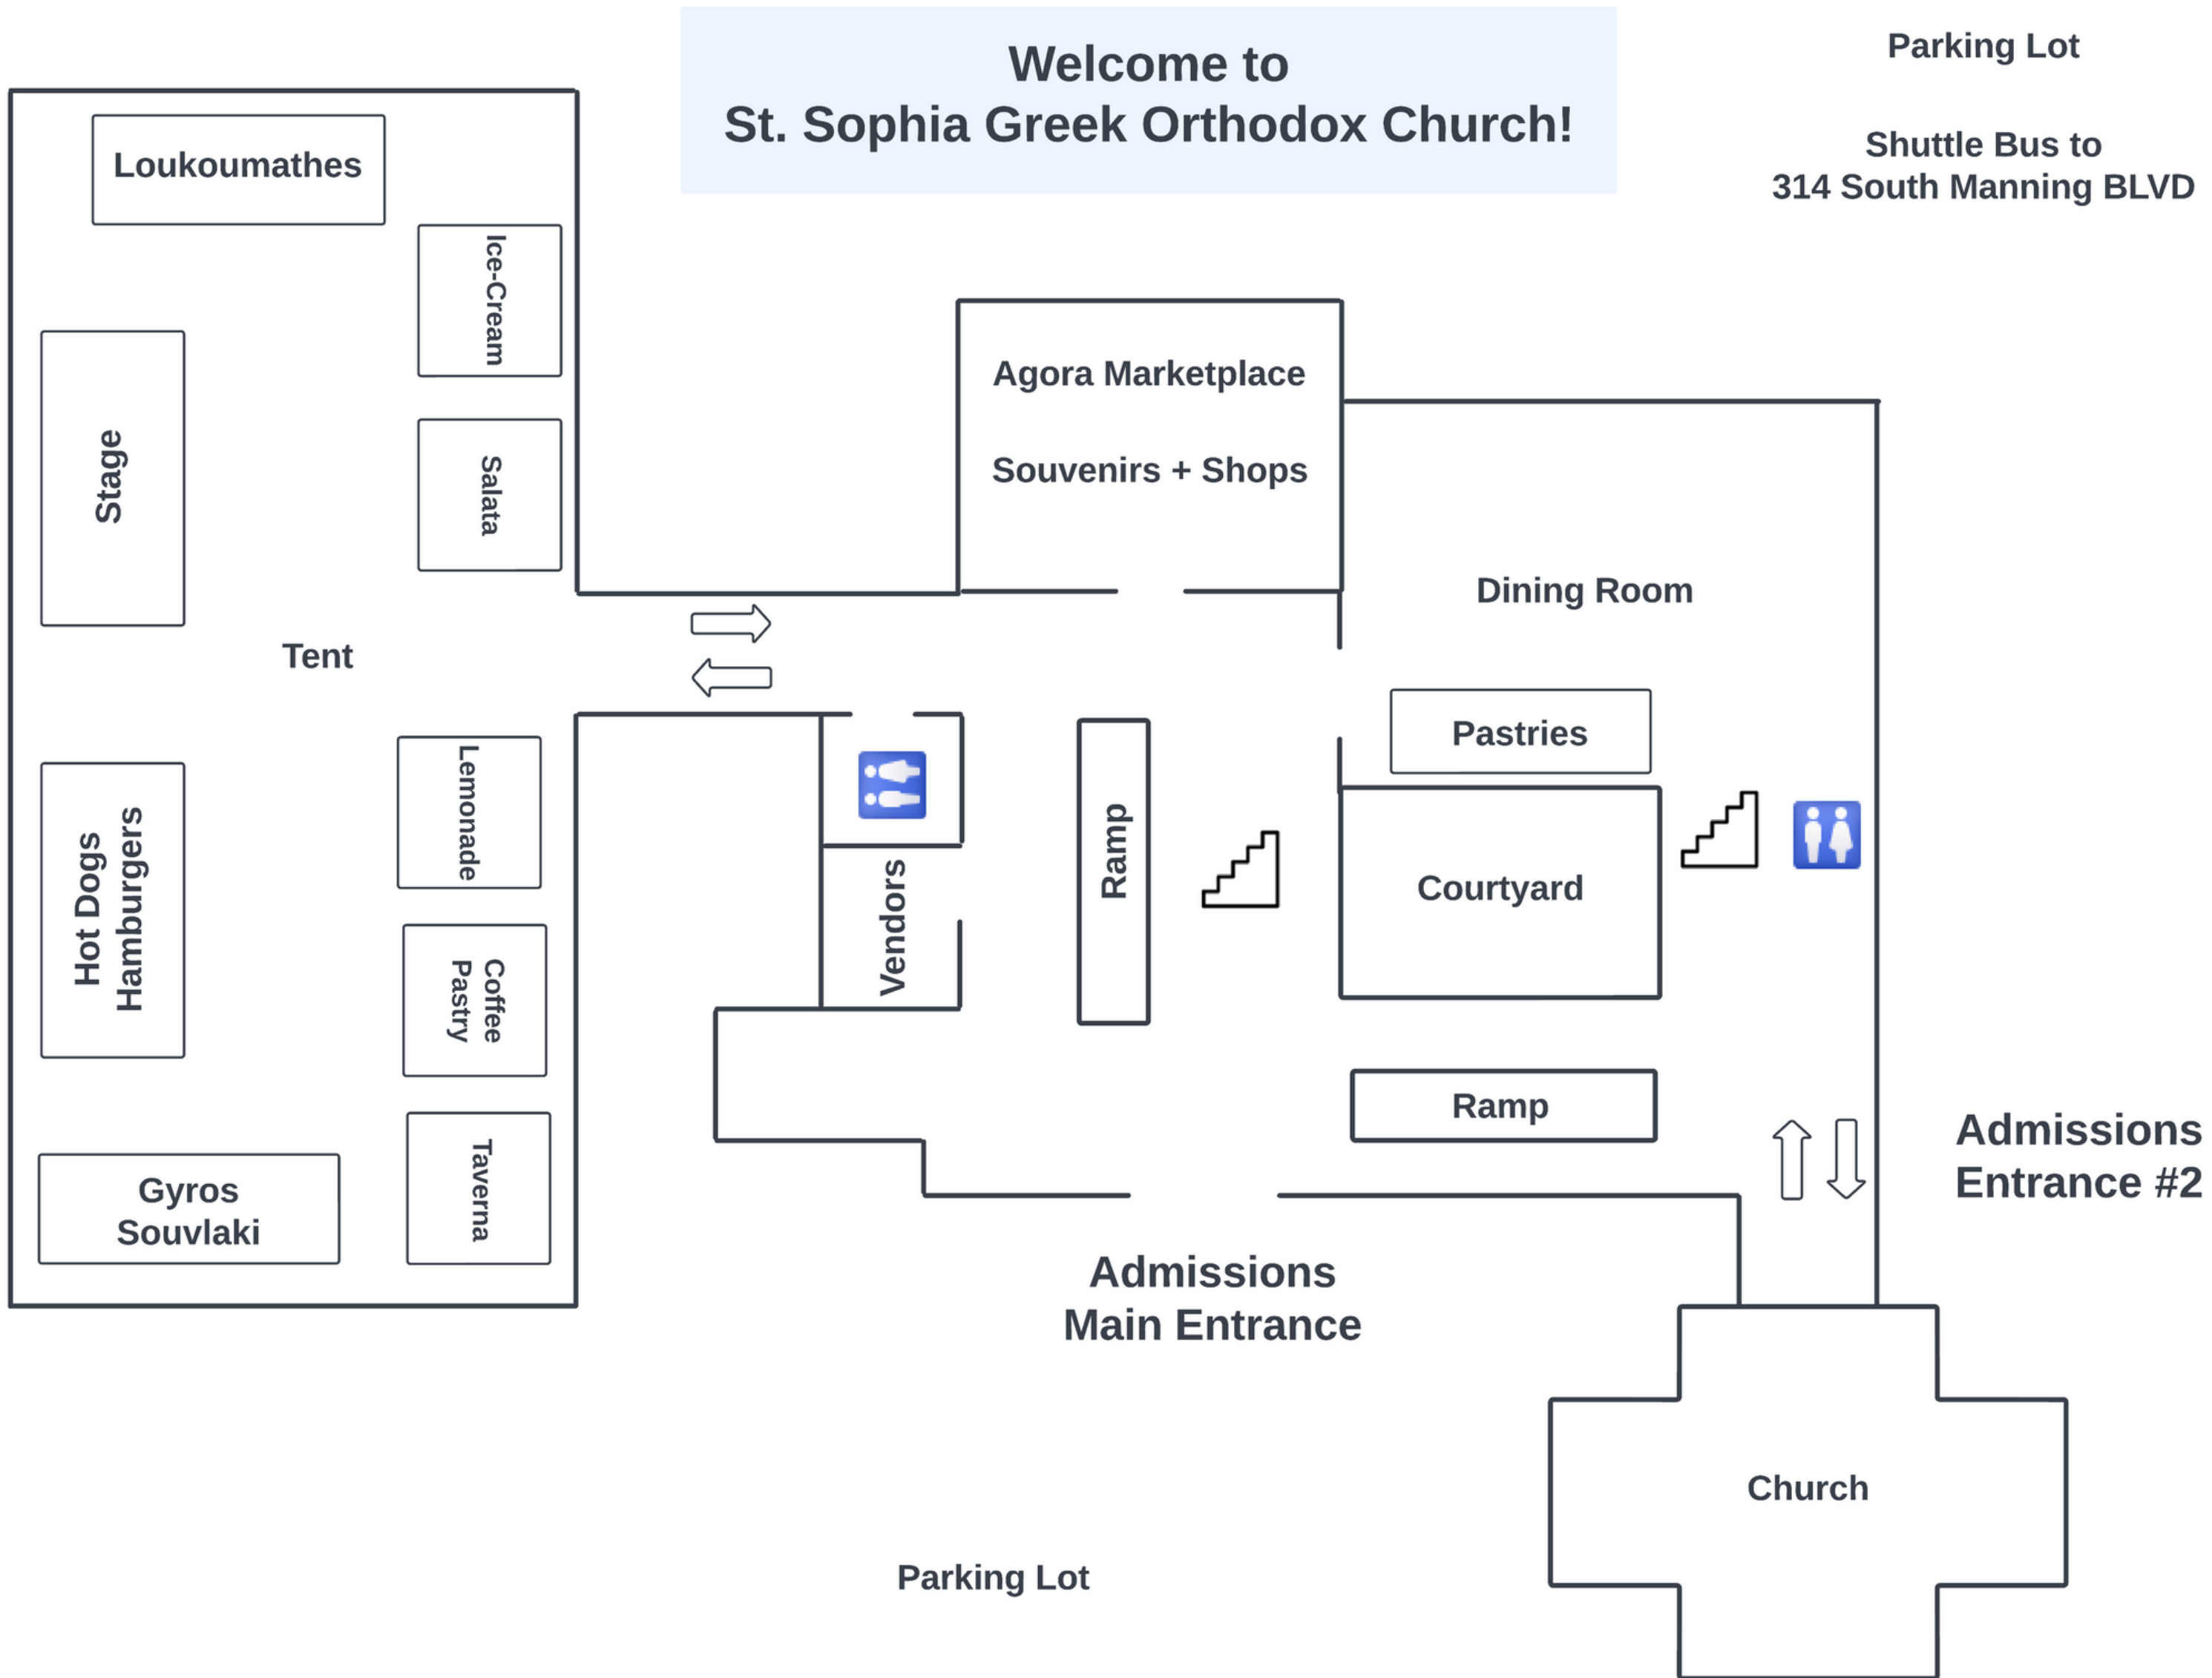 Welcome to
St. Sophia Greek Orthodox Church!
Parking Lot
Shuttle Bus to
314 South Manning BLVD
Loukoumathes
Ice-Cream
Stage
Salata
Tent
Agora Marketplace
Souvenirs + Shops
Dining Room
Pastries
Lemonade
Hot Dogs
Hamburgers
Coffee
Pastry
Vendors
Ramp
Courtyard
Ramp
Gyros
Souvlaki
Taverna
Admissions
Entrance #2
Admissions
Main Entrance
Church
Parking Lot